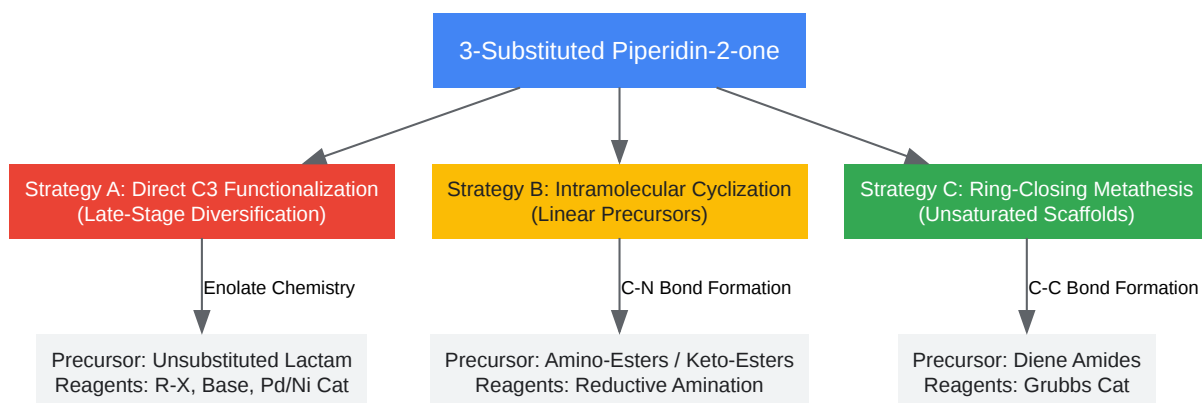 3-Substituted Piperidin-2-one
Strategy A: Direct C3 Functionalization
(Late-Stage Diversification)
Strategy B: Intramolecular Cyclization
(Linear Precursors)
Strategy C: Ring-Closing Metathesis
(Unsaturated Scaffolds)
Enolate Chemistry
C-N Bond Formation
C-C Bond Formation
Precursor: Unsubstituted Lactam
Reagents: R-X, Base, Pd/Ni Cat
Precursor: Amino-Esters / Keto-Esters
Reagents: Reductive Amination
Precursor: Diene Amides
Reagents: Grubbs Cat